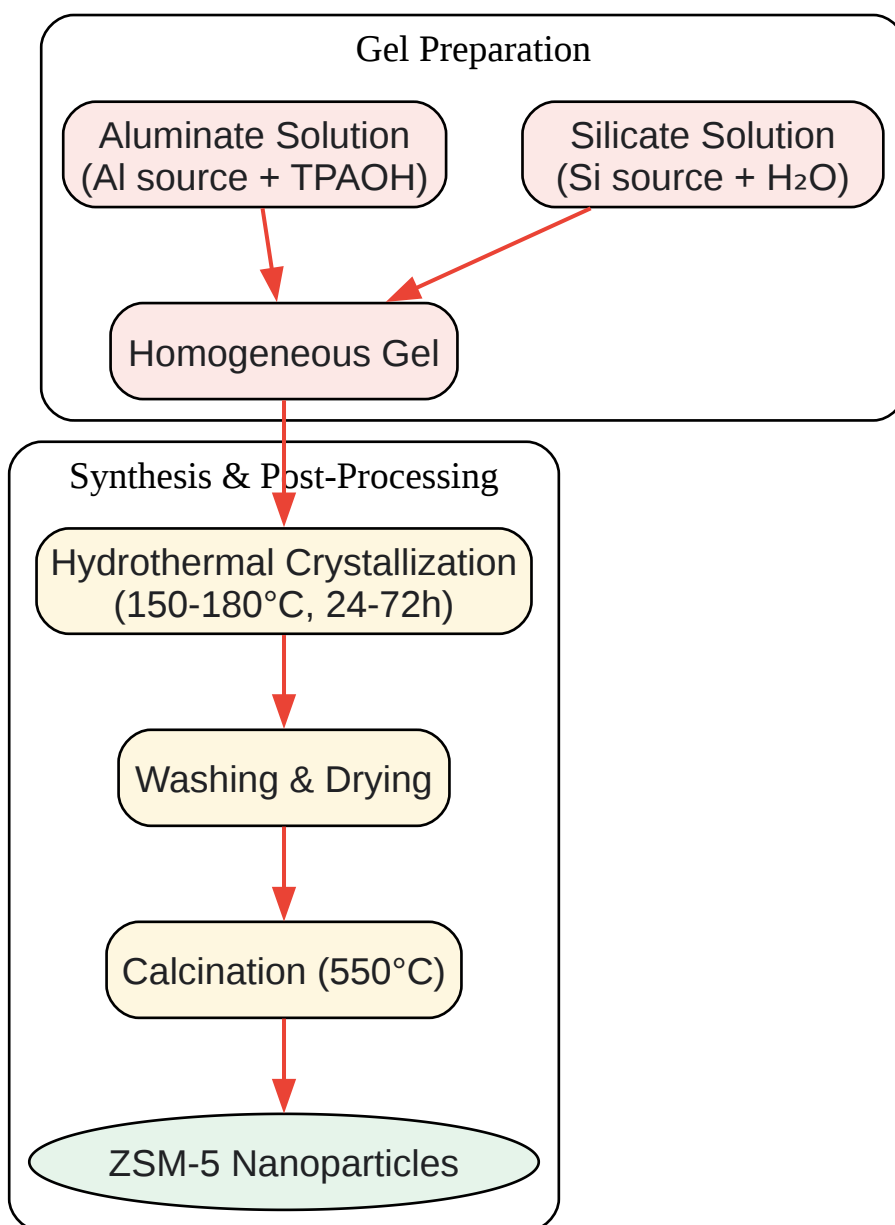 Gel Preparation
Aluminate Solution
(Al source + TPAOH)
Silicate Solution
(Si source + H₂O)
Homogeneous Gel
Synthesis & Post-Processing
Hydrothermal Crystallization
(150-180°C, 24-72h)
Washing & Drying
Calcination (550°C)
ZSM-5 Nanoparticles